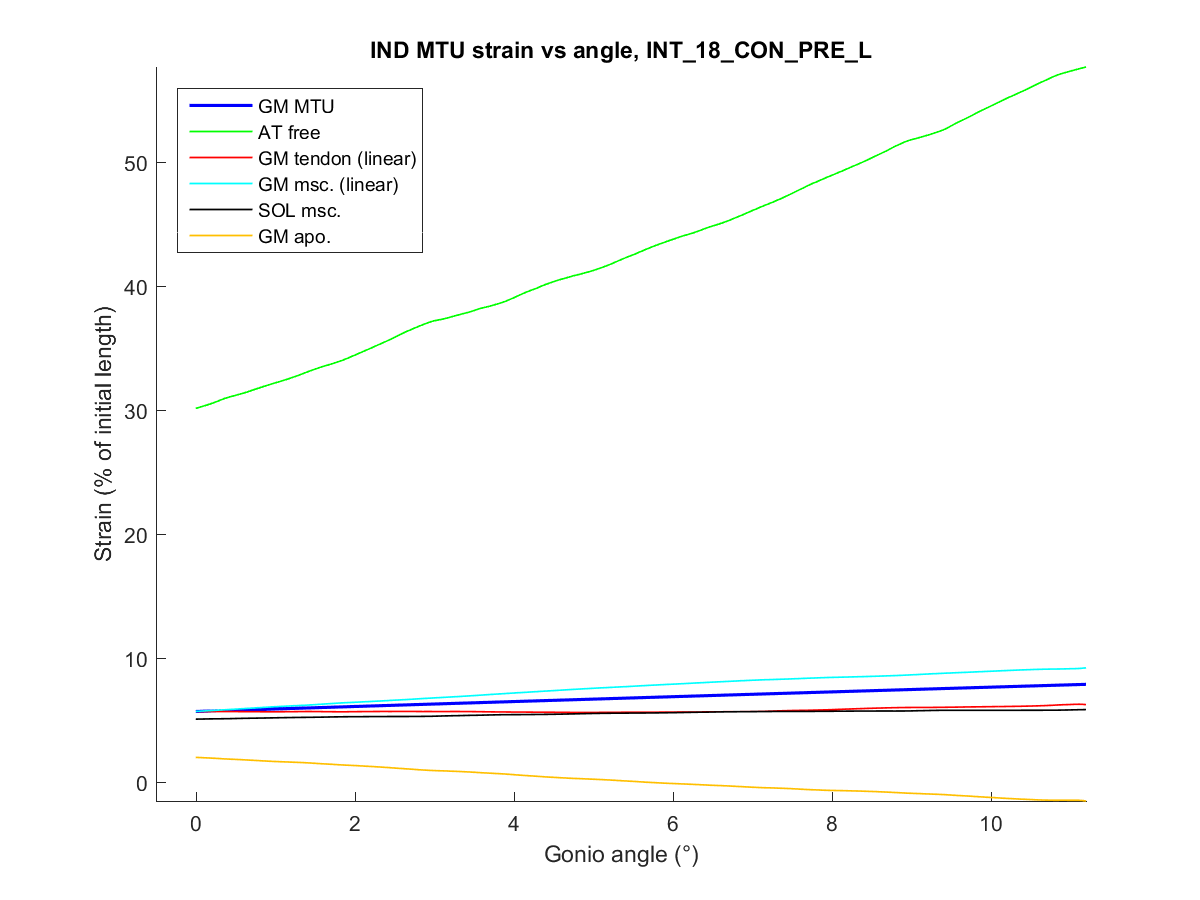 IND MTU strain vs angle, INT_18_CON_PRE_L
GM MTU
AT free
GM tendon (linear)
GM msc. (linear)
SOL msc.
GM apo.
Strain (% of initial length)
50
40
30
20
10
0
0 2 4 6 8 10
Gonio angle (°)